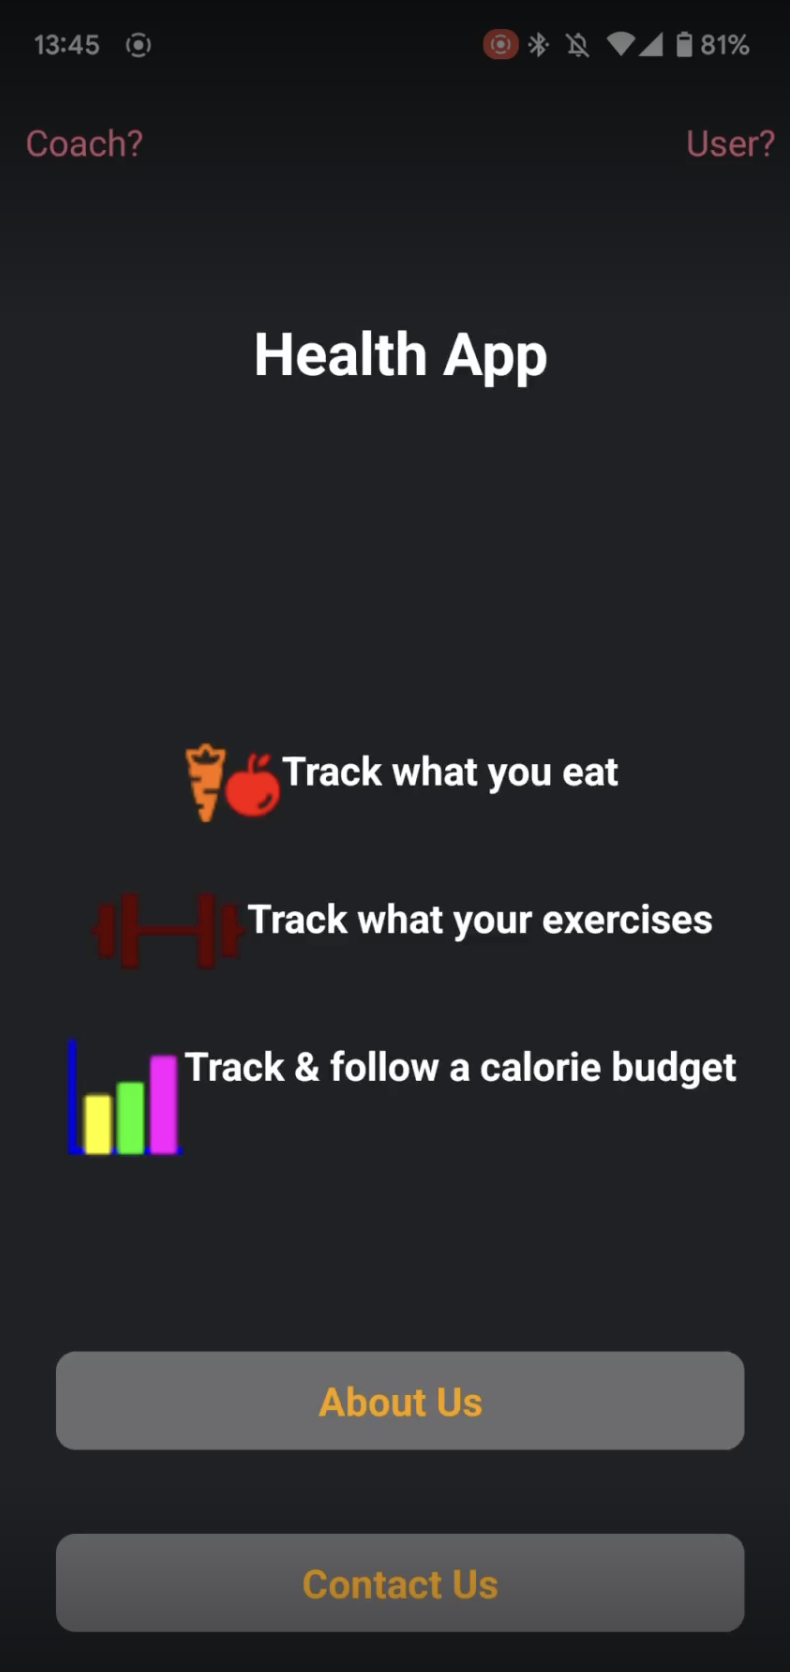 13:45 81%
Coach? User?
Health App
Track what you eat
Track what your exercises
Track & follow a calorie budget
About Us
Contact Us